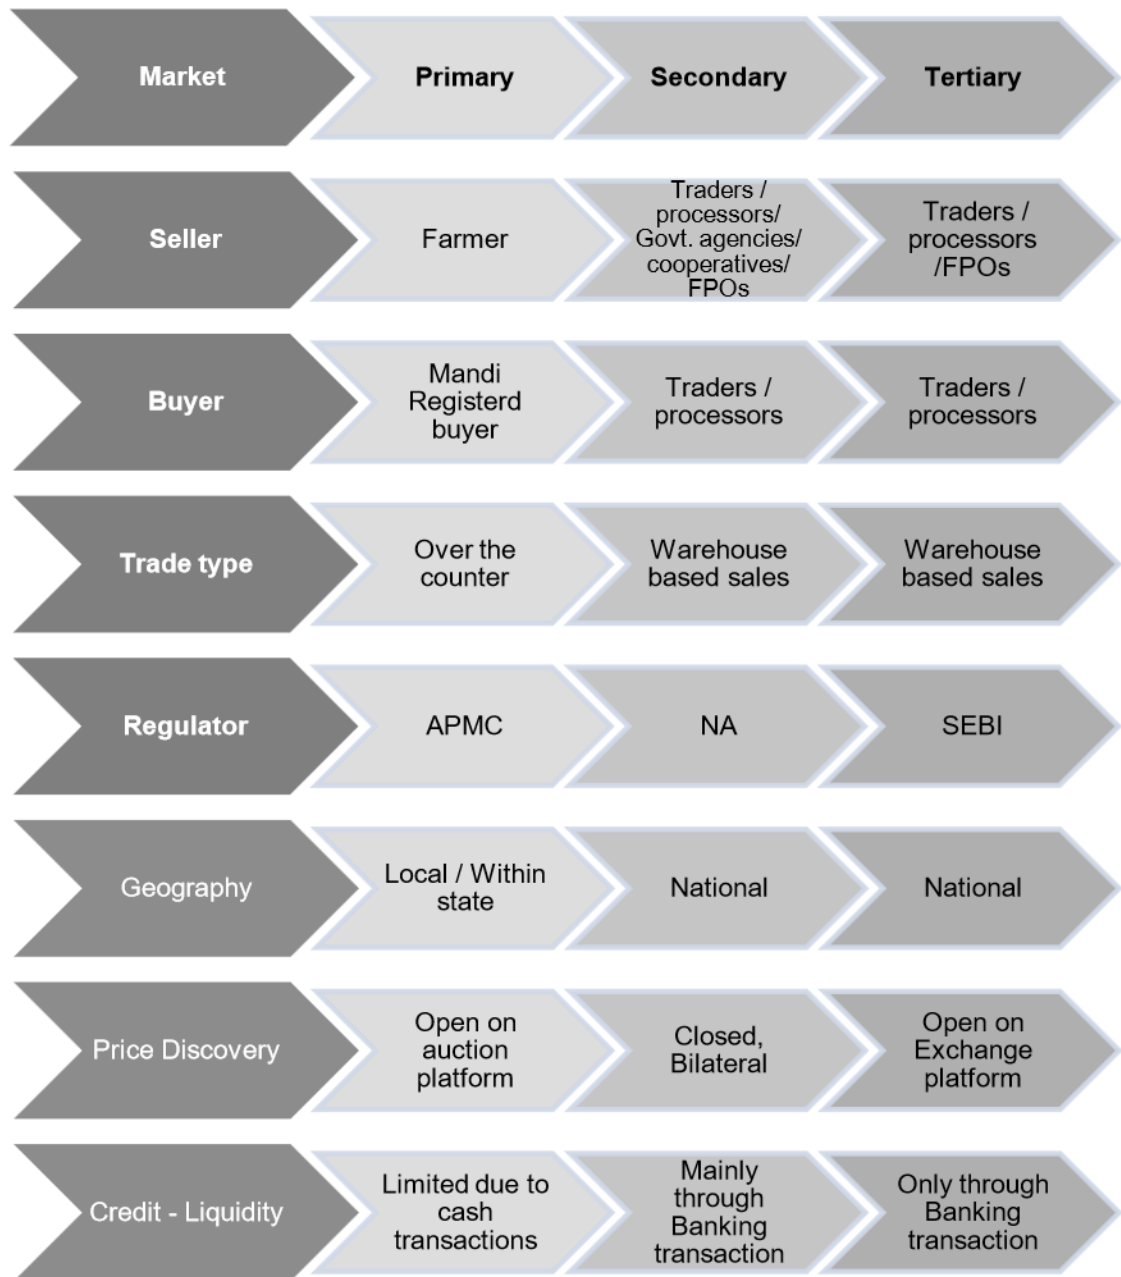 Market
Primary
Secondary
Tertiary
Seller
Farmer
Traders /
processors/
Govt. agencies/
cooperatives/
FPOs
Traders /
processors
/FPOs
Buyer
Mandi
Registerd
buyer
Traders /
processors
Traders /
processors
Trade type
Over the
counter
Warehouse
based sales
Warehouse
based sales
Regulator
APMC
NA
SEBI
Geography
Local / Within
state
National
National
Price Discovery
Open on
auction
platform
Closed,
Bilateral
Open on
Exchange
platform
Credit - Liquidity
Limited due to
cash
transactions
Mainly
through
Banking
transaction
Only through
Banking
transaction